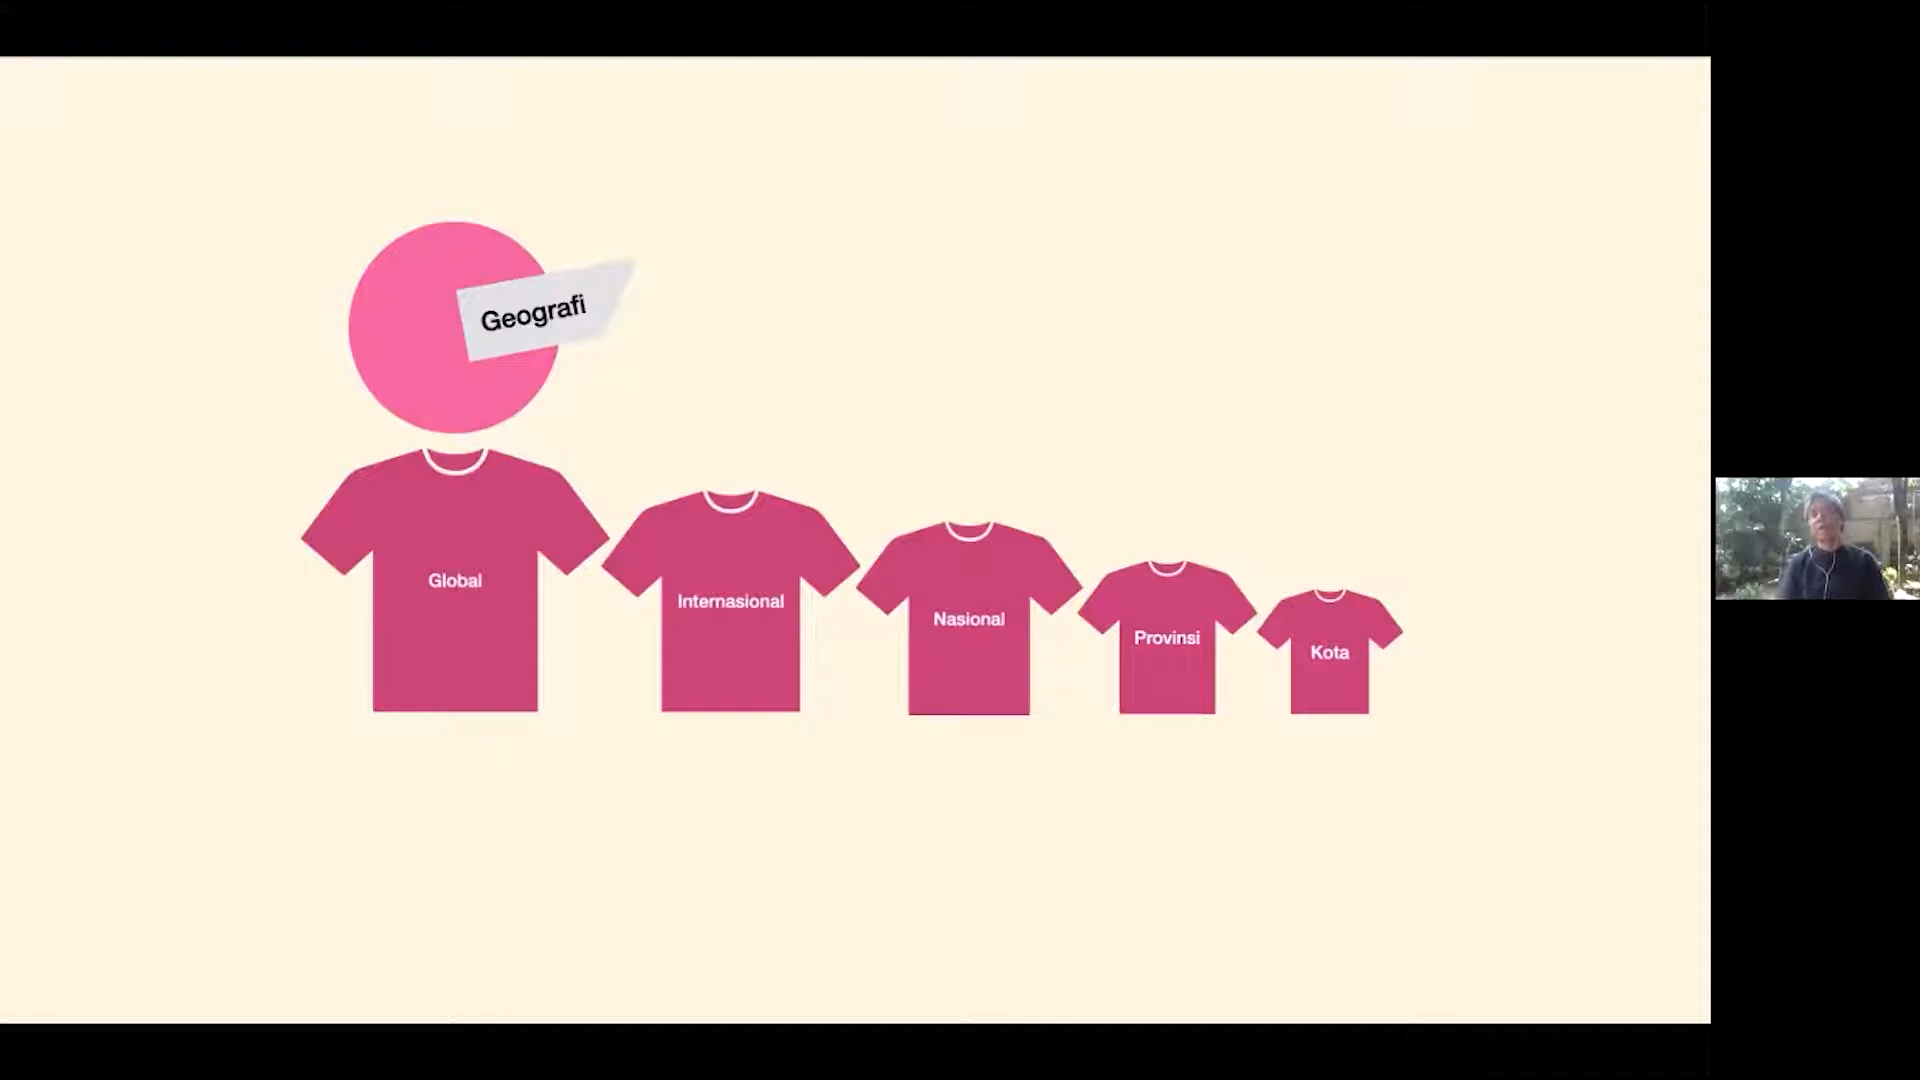 Geografi
Global
Internasional
Nasional
Provinsi
Kota